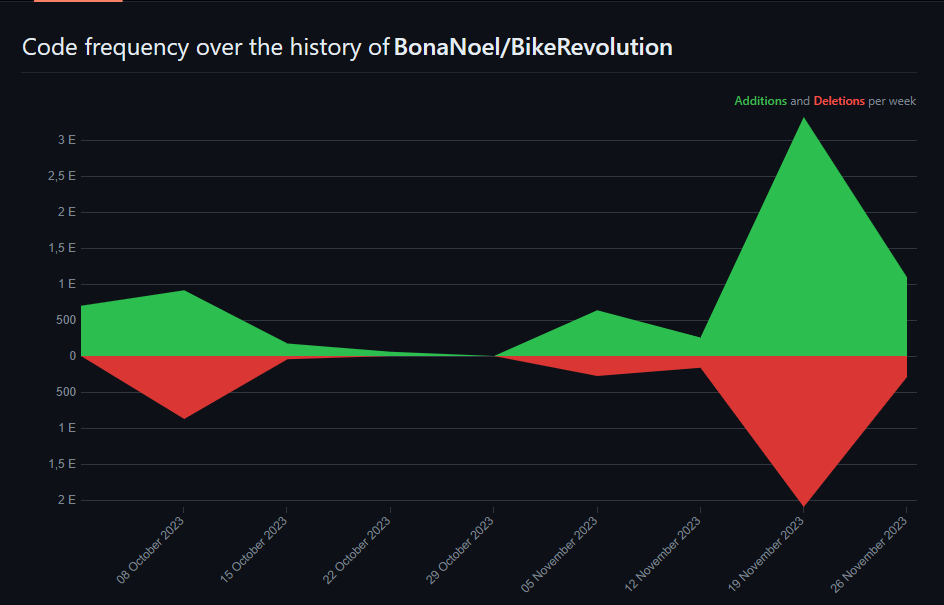 Code frequency over the history of BonaNoel/BikeRevolution
Additions and Deletions per week
3 E
2,5 E
2 E
1,5 E
1 E
500
0
500
1 E
1,5 E
2 E
08 October 2023
15 October 2023
22 October 2023
29 October 2023
05 November 2023
12 November 2023
19 November 2023
26 November 2023